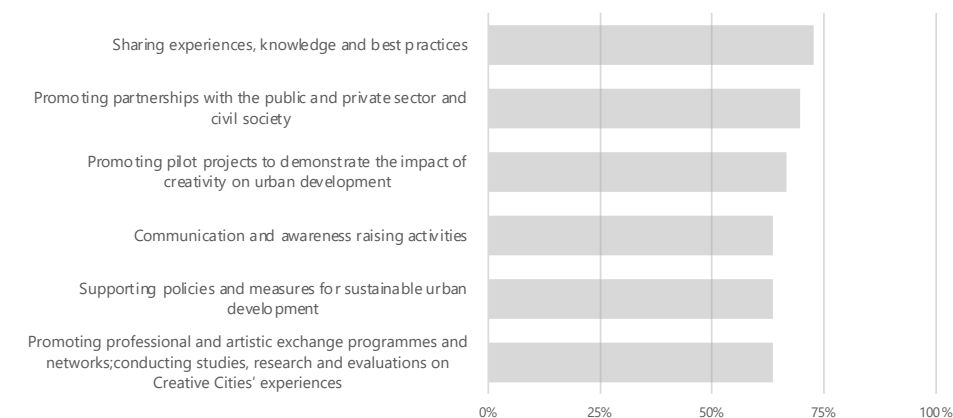 Sharing experiences, knowledge and best practices
Promoting partnerships with the public and private sector and
civil society
Promoting pilot projects to demonstrate the impact of
creativity on urban development
Communication and awareness raising activities
Supporting policies and measures for sustainable urban
development
Promoting professional and artistic exchange programmes and
networks;conducting studies, research and evaluations on
Creative Cities’ experiences
0% 25% 50% 75% 100%